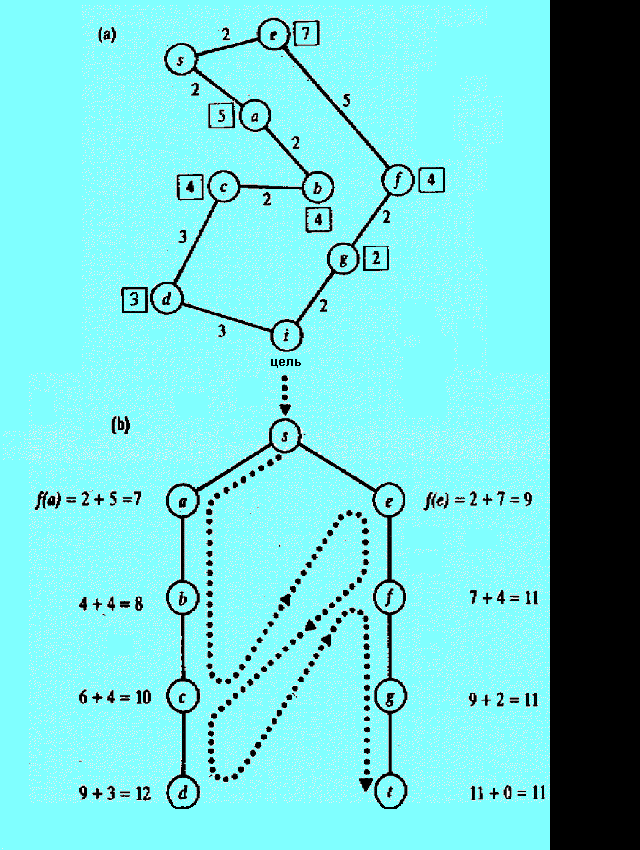 (a)
2
e
7
s
2
5
5
a
2
4
c
2
b
f
4
4
3
2
g
2
3
d
2
3
i
цель
(b)
s
f(a) = 2 + 5 = 7
a
e
f(e) = 2 + 7 = 9
4 + 4 = 8
b
f
7 + 4 = 11
6 + 4 = 10
c
g
9 + 2 = 11
9 + 3 = 12
d
t
11 + 0 = 11